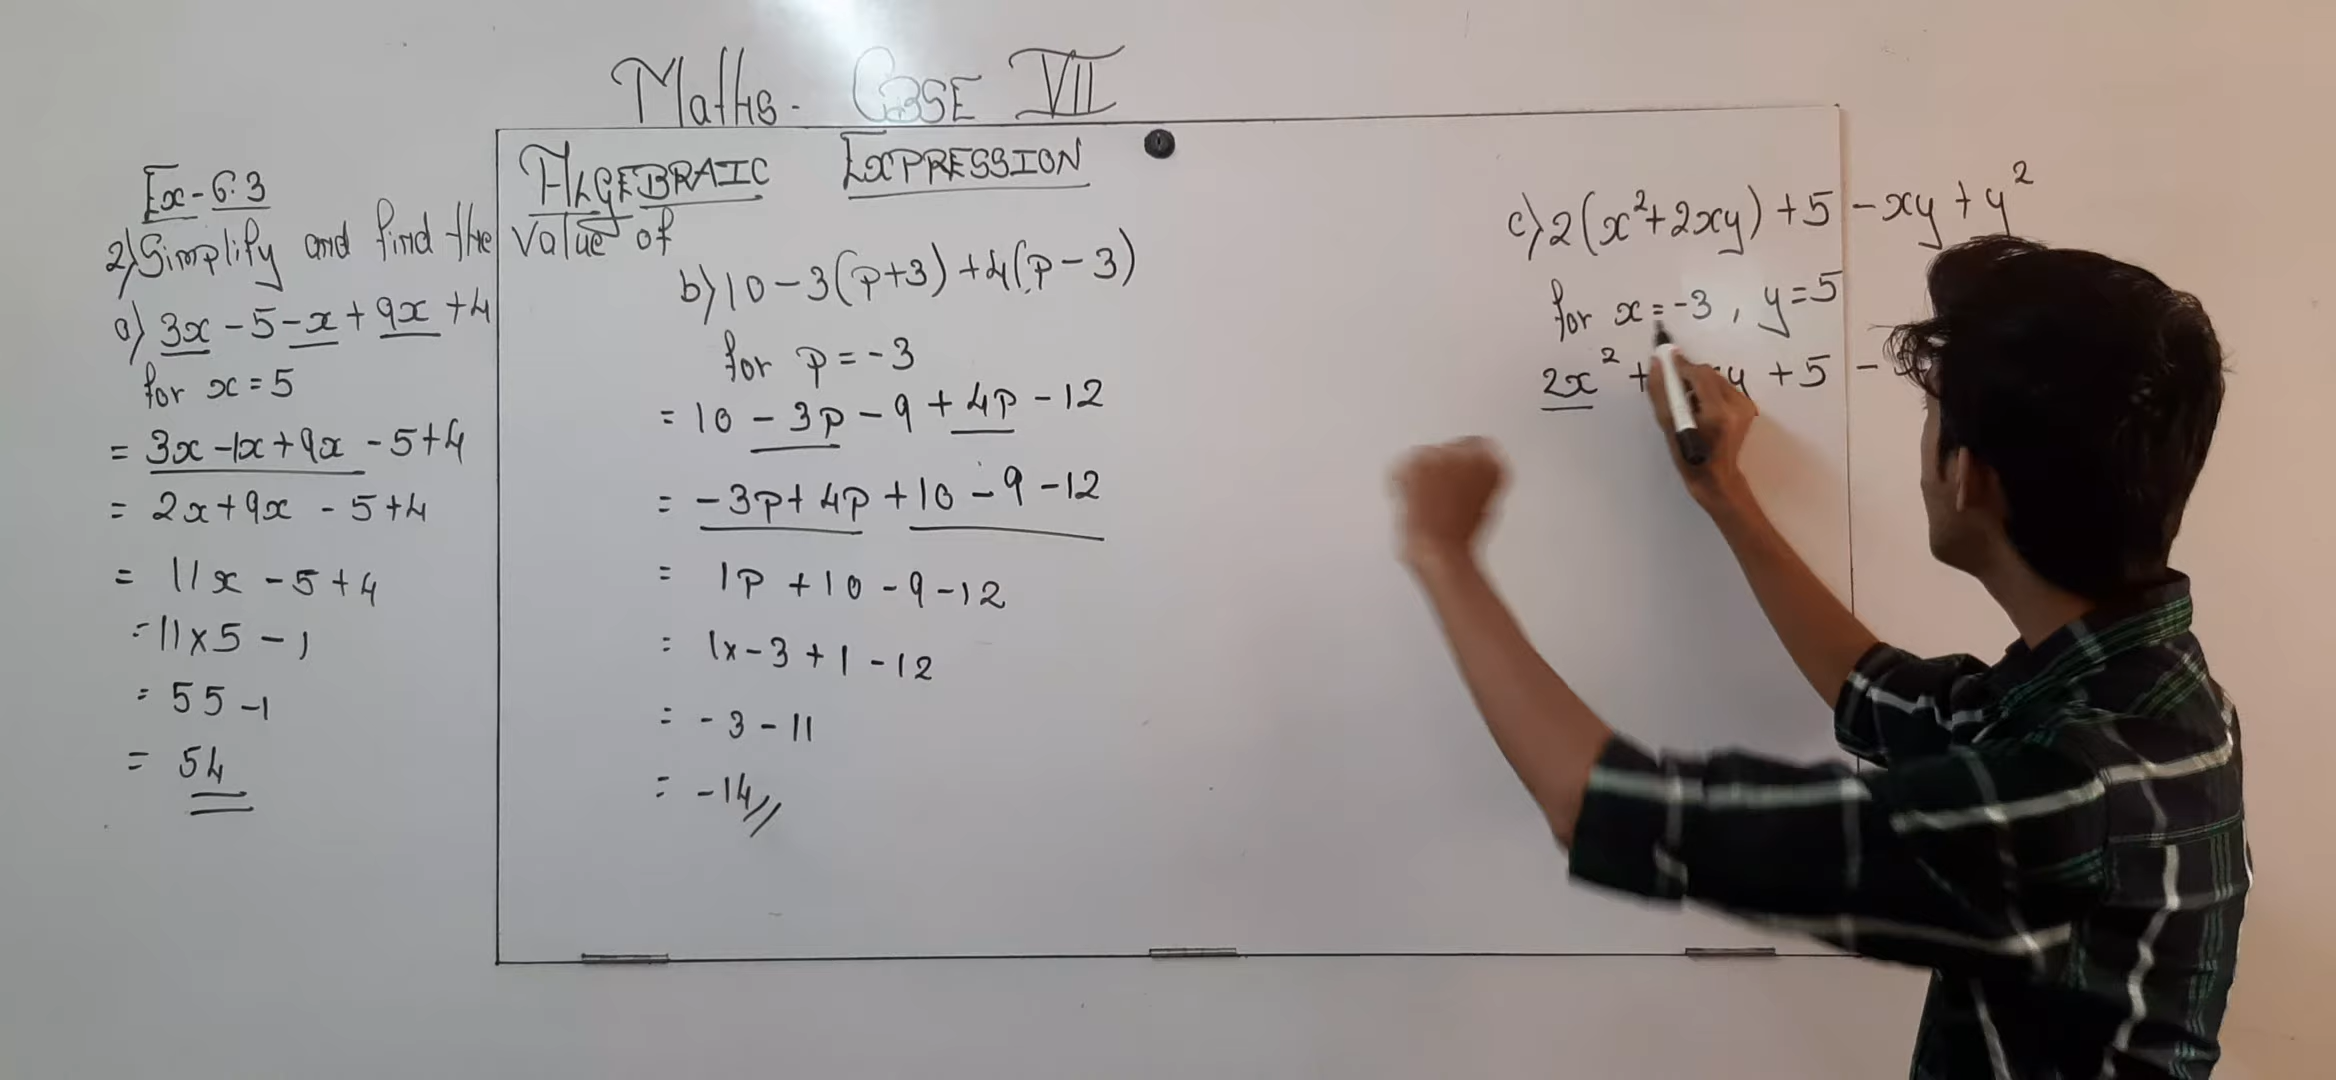 Maths - CBSE VII
ALGEBRAIC EXPRESSION
Ex-6.3
2) Simplify and find the value of
a) 3x - 5 - x + 9x + 4
for x = 5
= 3x - 1x + 9x - 5 + 4
= 2x + 9x - 5 + 4
= 11x - 5 + 4
= 11 x 5 - 1
= 55 - 1
= 54
b) 10 - 3(p + 3) + 4(p - 3)
for p = -3
= 10 - 3p - 9 + 4p - 12
= -3p + 4p + 10 - 9 - 12
= 1p + 10 - 9 - 12
= 1x - 3 + 1 - 12
= -3 - 11
= -14//
c) 2(x² + 2xy) + 5 - xy + y²
for x = -3, y = 5
2x² + y + 5 -